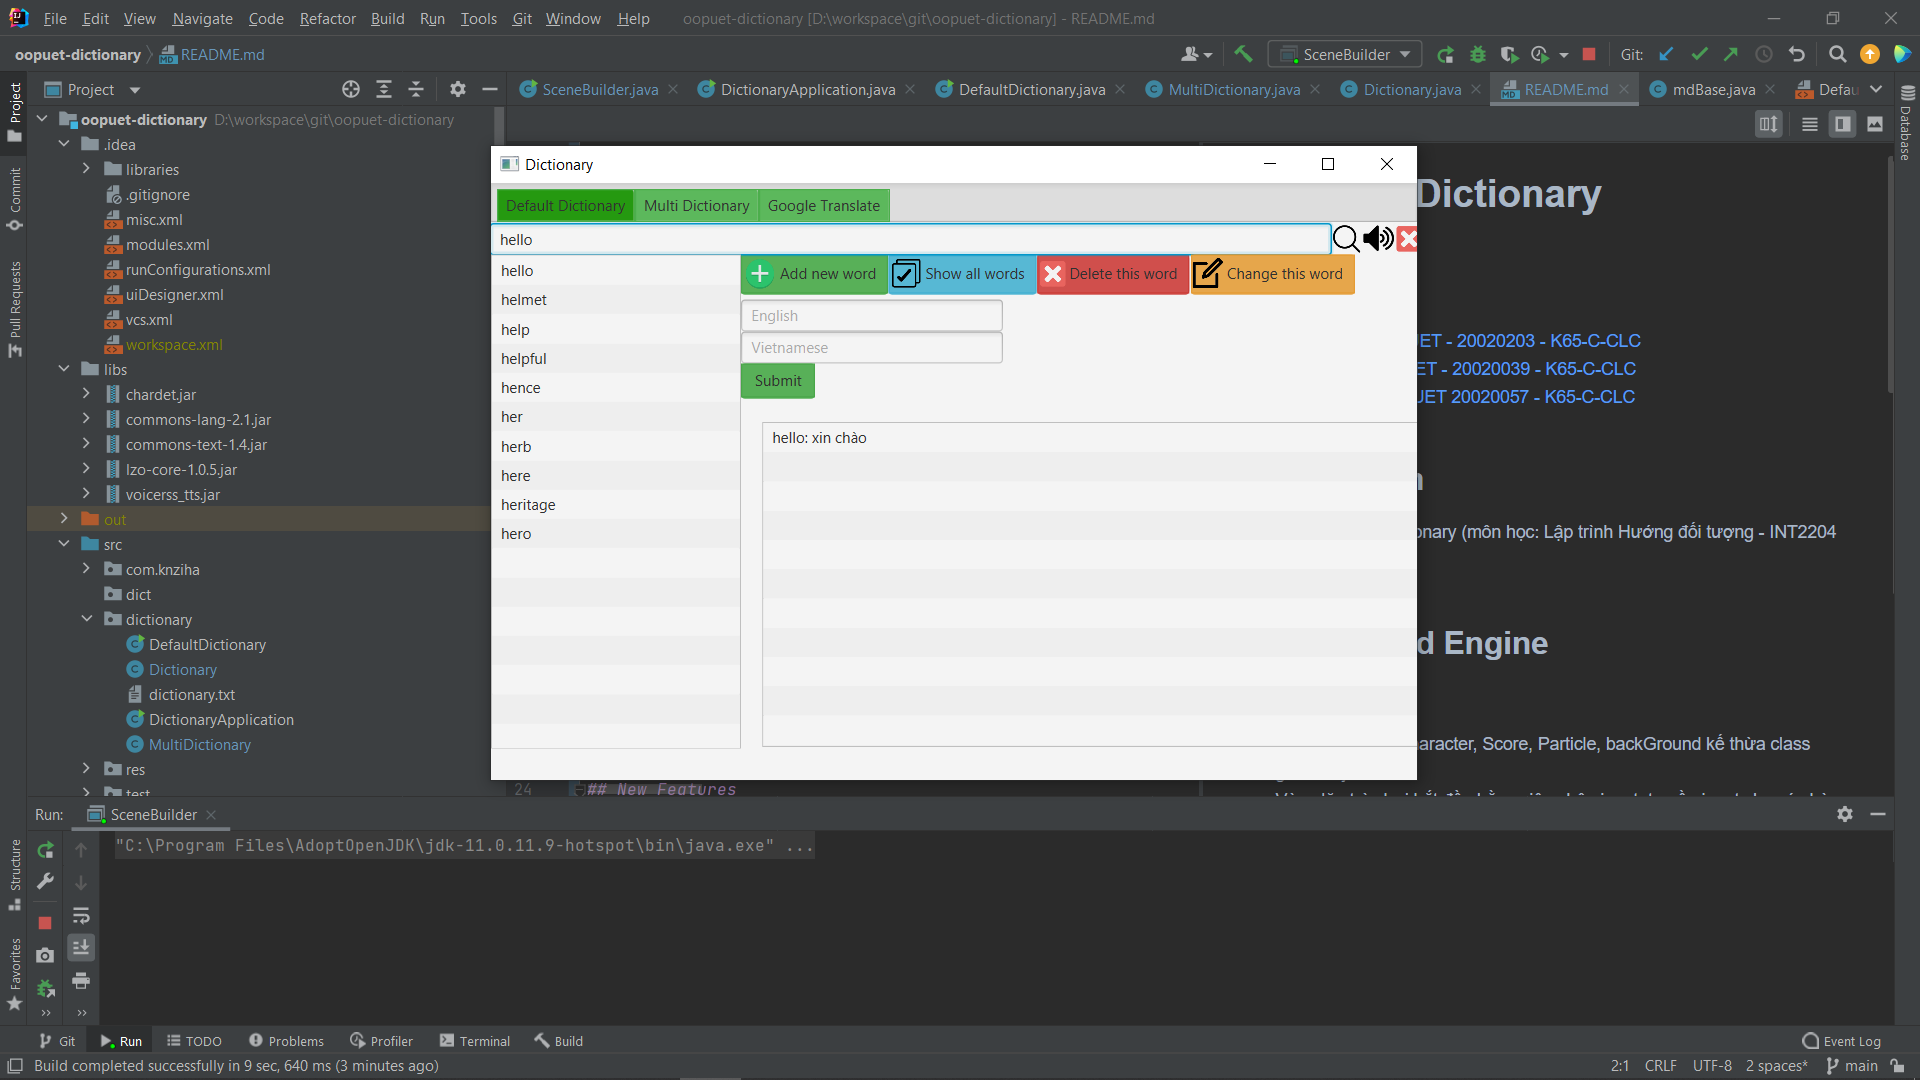 File Edit View Navigate Code Refactor Build Run Tools Git Window Help oopuet-dictionary [D:\workspace\git\oopuet-dictionary] - README.md
oopuet-dictionary README.md SceneBuilder Git:
Project SceneBuilder.java DictionaryApplication.java DefaultDictionary.java MultiDictionary.java Dictionary.java README.md mdBase.java Defau
Project
Commit
Pull Requests
Structure
Favorites
Database
oopuet-dictionary D:\workspace\git\oopuet-dictionary
.idea
libraries
.gitignore
misc.xml
modules.xml
runConfigurations.xml
uiDesigner.xml
vcs.xml
workspace.xml
libs
chardet.jar
commons-lang-2.1.jar
commons-text-1.4.jar
lzo-core-1.0.5.jar
voicerss_tts.jar
out
src
com.knziha
dict
dictionary
DefaultDictionary
Dictionary
dictionary.txt
DictionaryApplication
MultiDictionary
res
test
Dictionary
Default Dictionary Multi Dictionary Google Translate
hello
Add new word Show all words Delete this word Change this word
English
Vietnamese
Submit
hello
helmet
help
helpful
hence
her
herb
here
heritage
hero
hello: xin chào
Dictionary
ET - 20020203 - K65-C-CLC
ET - 20020039 - K65-C-CLC
UET 20020057 - K65-C-CLC
onary (môn học: Lập trình Hướng đối tượng - INT2204
d Engine
aracter, Score, Particle, backGround kế thừa class
24 ## New Features
Run: SceneBuilder
"C:\Program Files\AdoptOpenJDK\jdk-11.0.11.9-hotspot\bin\java.exe" ...
Git Run TODO Problems Profiler Terminal Build Event Log
Build completed successfully in 9 sec, 640 ms (3 minutes ago) 2:1 CRLF UTF-8 2 spaces* main